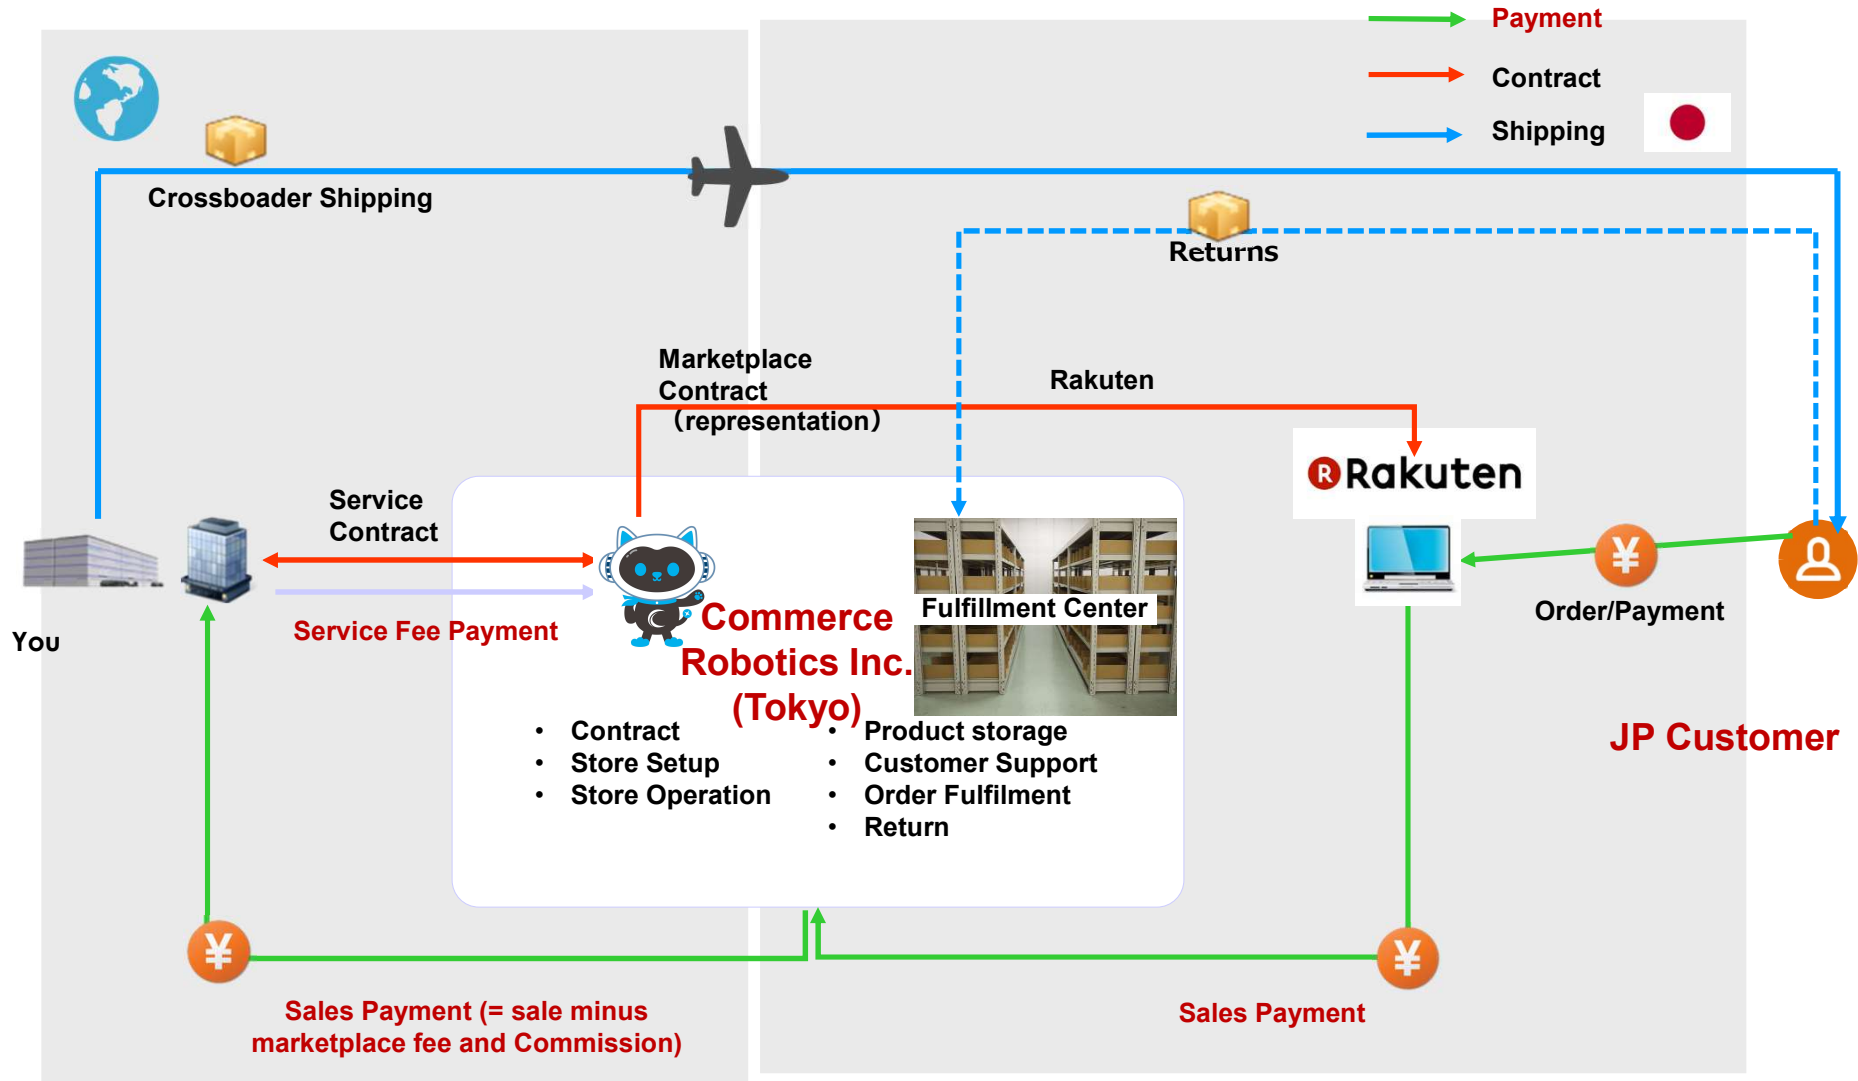 Payment
Contract
Shipping
Crossboader Shipping
Returns
Marketplace
Contract
（representation）
Rakuten
R Rakuten
Service
Contract
Service Fee Payment
You
Commerce
Robotics Inc.
(Tokyo)
Fulfillment Center
¥
Order/Payment
JP Customer
• Contract
• Store Setup
• Store Operation
• Product storage
• Customer Support
• Order Fulfilment
• Return
¥
¥
Sales Payment (= sale minus
marketplace fee and Commission)
Sales Payment